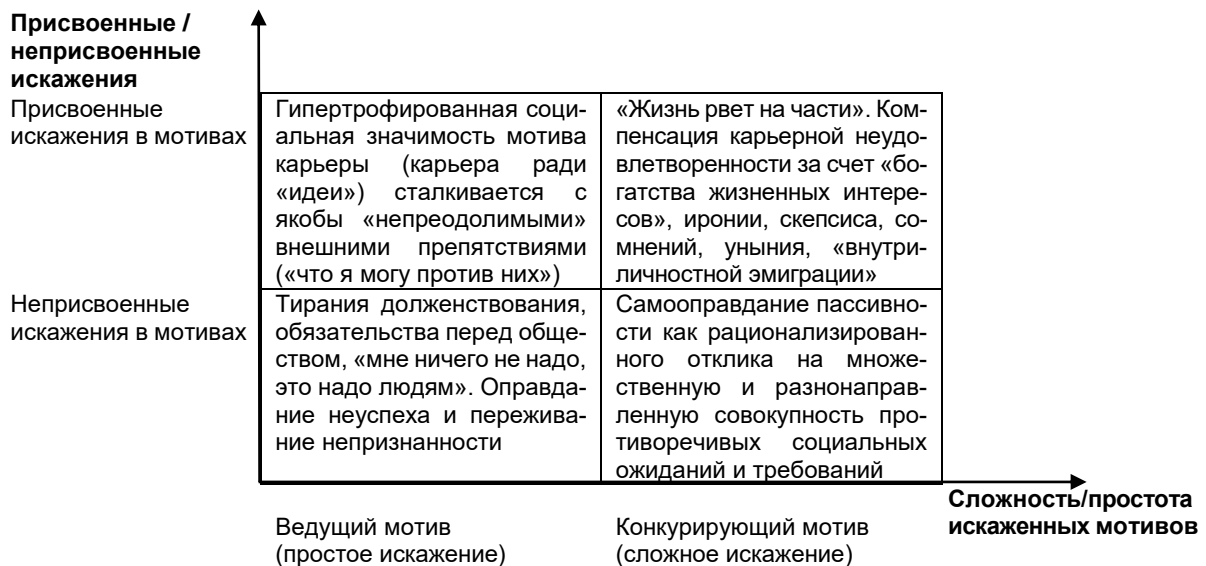 Присвоенные /
неприсвоенные
искажения
Присвоенные
искажения в мотивах
Гипертрофированная соци-
альная значимость мотива
карьеры (карьера ради
«идеи») сталкивается с
якобы «непреодолимыми»
внешними препятствиями
(«что я могу против них»)
«Жизнь рвет на части». Ком-
пенсация карьерной неудо-
влетворенности за счет «бо-
гатства жизненных интере-
сов», иронии, скепсиса, со-
мнений, уныния, «внутри-
личностной эмиграции»
Неприсвоенные
искажения в мотивах
Тирания долженствования,
обязательства перед обще-
ством, «мне ничего не надо,
это надо людям». Оправда-
ние неуспеха и пережива-
ние непризнанности
Самооправдание пассивно-
сти как рационализирован-
ного отклика на множе-
ственную и разнонаправ-
ленную совокупность про-
тиворечивых социальных
ожиданий и требований
Сложность/простота
искаженных мотивов
Ведущий мотив
(простое искажение)
Конкурирующий мотив
(сложное искажение)